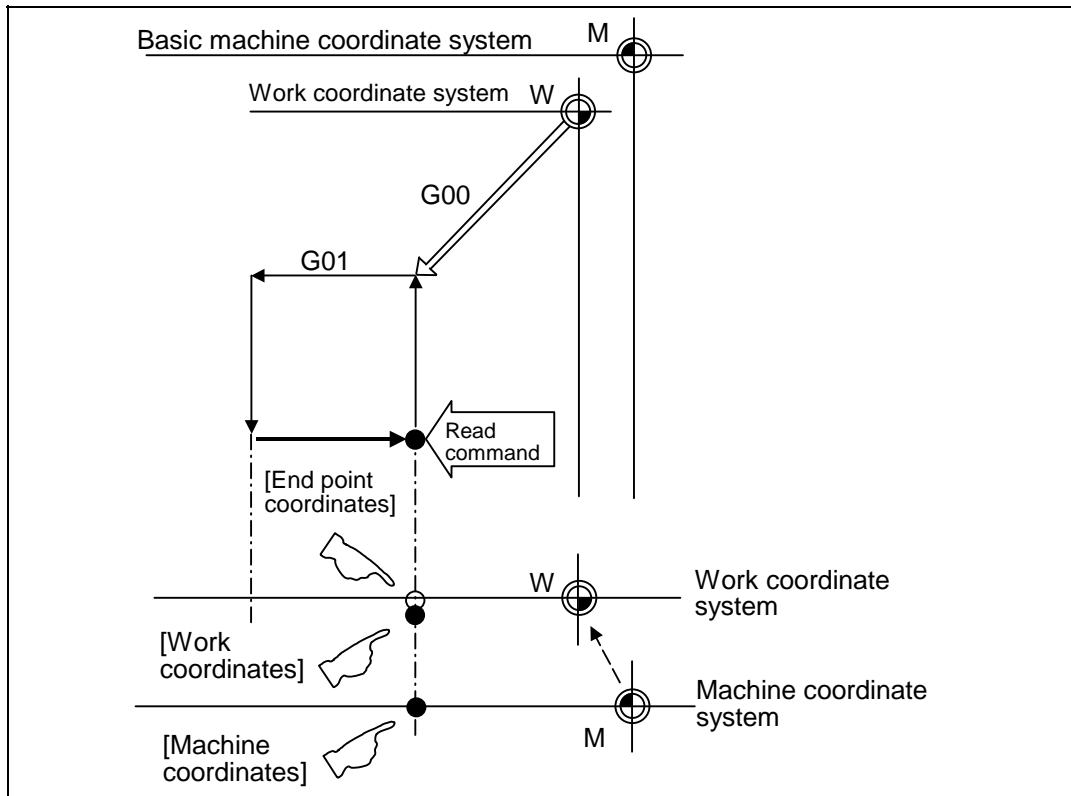 Basic machine coordinate system
M
Work coordinate system
W
G00
G01
Read
command
[End point
coordinates]
W
Work coordinate
system
[Work
coordinates]
Machine coordinate
system
M
[Machine
coordinates]